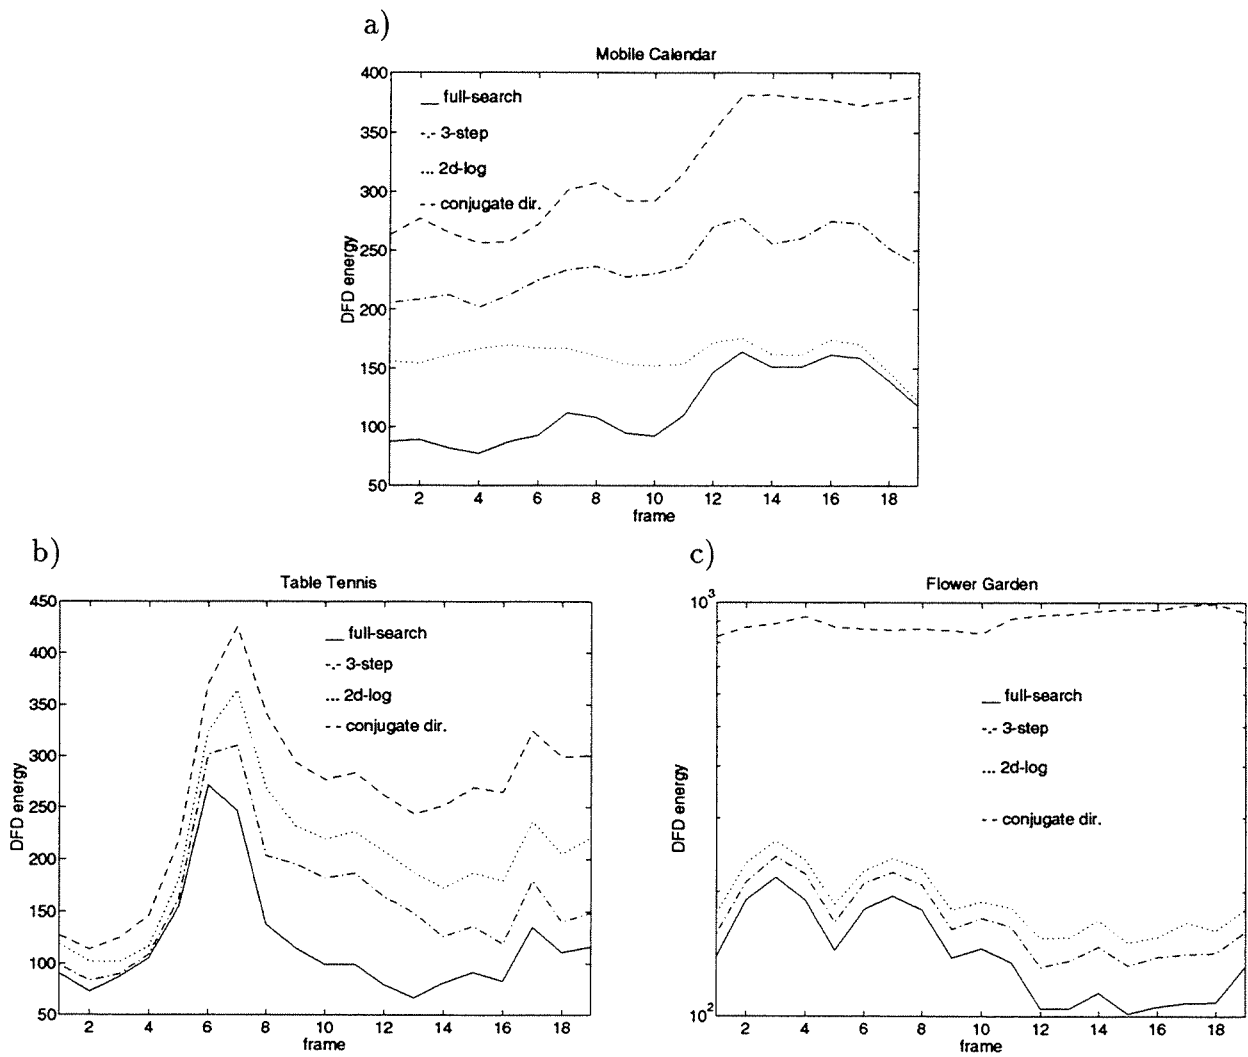 a)
Mobile Calendar
400
350
300
250
200
150
100
50
DFD energy
full-search
3-step
2d-log
conjugate dir.
2 4 6 8 10 12 14 16 18
frame
b)
Table Tennis
450
400
350
300
250
200
150
100
50
DFD energy
full-search
3-step
2d-log
conjugate dir.
2 4 6 8 10 12 14 16 18
frame
c)
Flower Garden
10³
10²
DFD energy
full-search
3-step
2d-log
conjugate dir.
2 4 6 8 10 12 14 16 18
frame